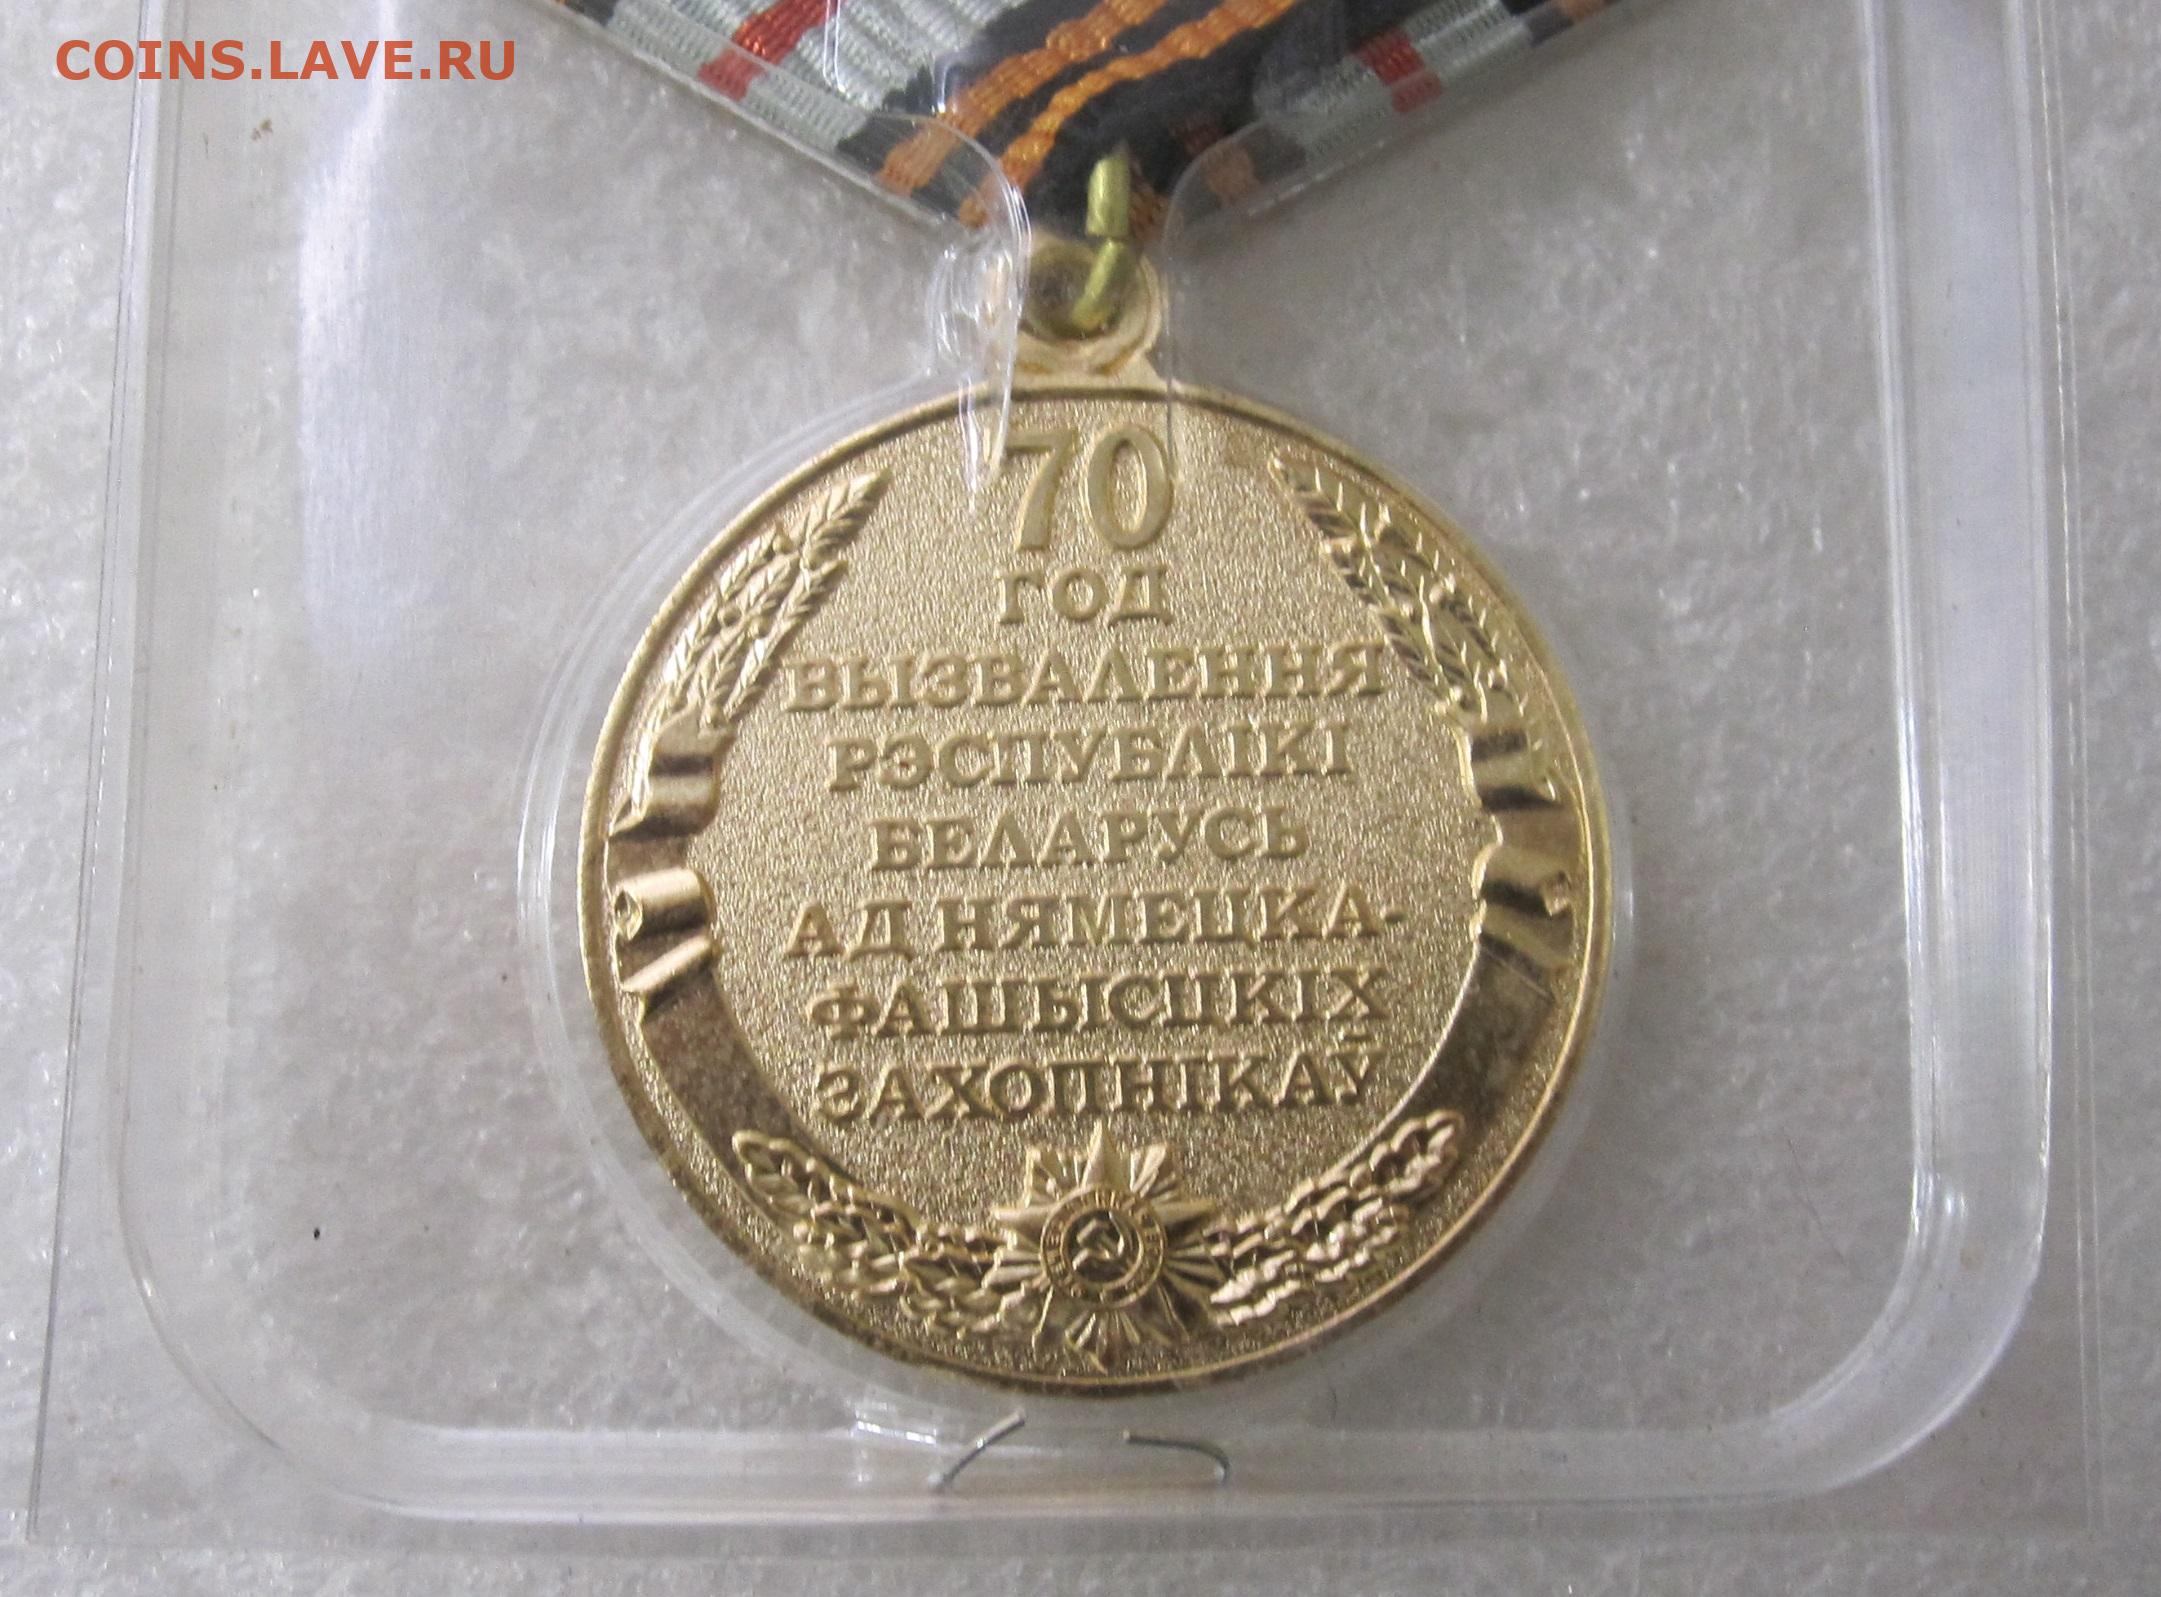 COINS.LAVE.RU
70
ГОД
ВЫЗВАЛЕННЯ
РЭСПУБЛІКІ
БЕЛАРУСЬ
АД НЯМЕЦКА-
ФАШЫСЦКІХ
ЗАХОПНІКАЎ